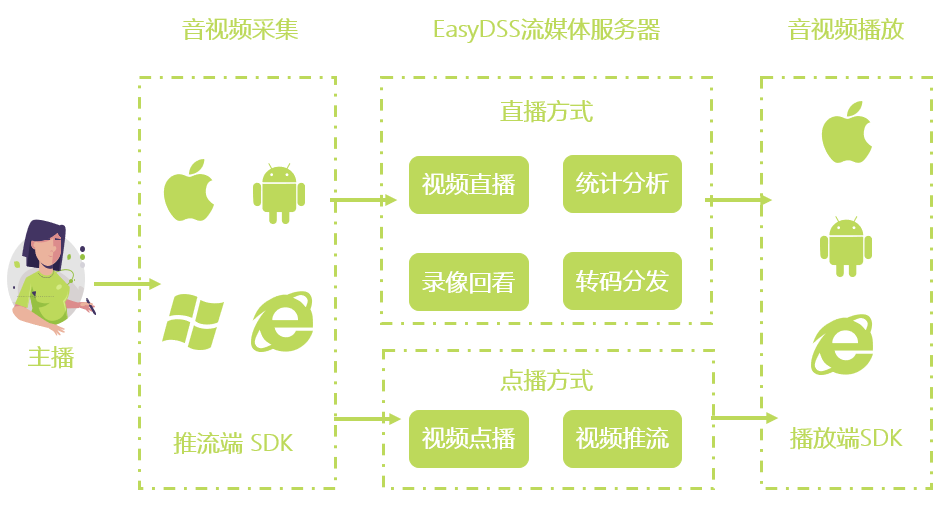 音视频采集
EasyDSS流媒体服务器
音视频播放
直播方式
视频直播
统计分析
录像回看
转码分发
主播
点播方式
视频点播
视频推流
推流端 SDK
播放端SDK